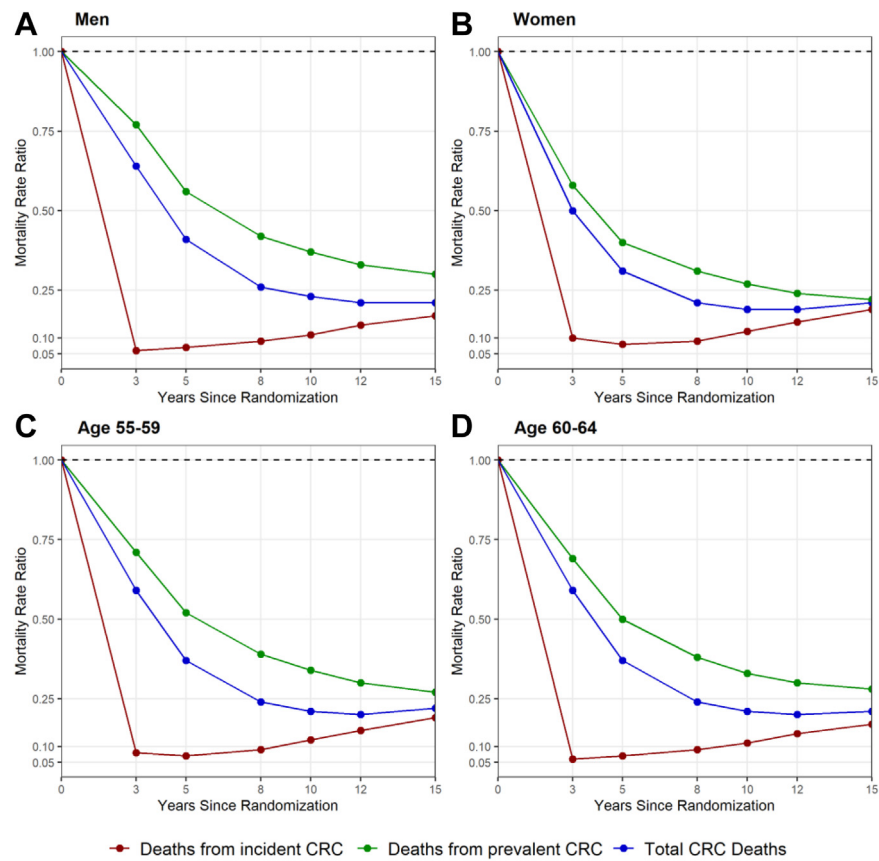 A Men
1.00
0.75
0.50
0.25
0.10
0.05
Mortality Rate Ratio
0 3 5 8 10 12 15
Years Since Randomization
B Women
1.00
0.75
0.50
0.25
0.10
0.05
Mortality Rate Ratio
0 3 5 8 10 12 15
Years Since Randomization
C Age 55-59
1.00
0.75
0.50
0.25
0.10
0.05
Mortality Rate Ratio
0 3 5 8 10 12 15
Years Since Randomization
D Age 60-64
1.00
0.75
0.50
0.25
0.10
0.05
Mortality Rate Ratio
0 3 5 8 10 12 15
Years Since Randomization
Deaths from incident CRC Deaths from prevalent CRC Total CRC Deaths